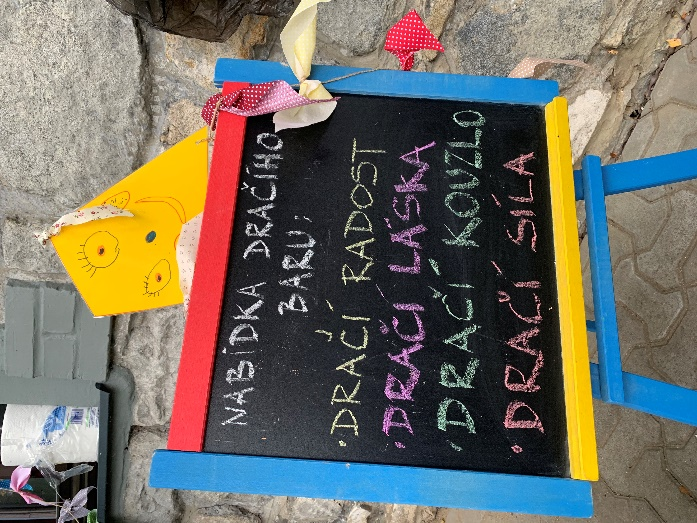 NABÍDKA DRAČÍHO
BARU:
· DRAČÍ RADOST
· DRAČÍ LÁSKA
· DRAČÍ KOUZLO
· DRAČÍ SÍLA